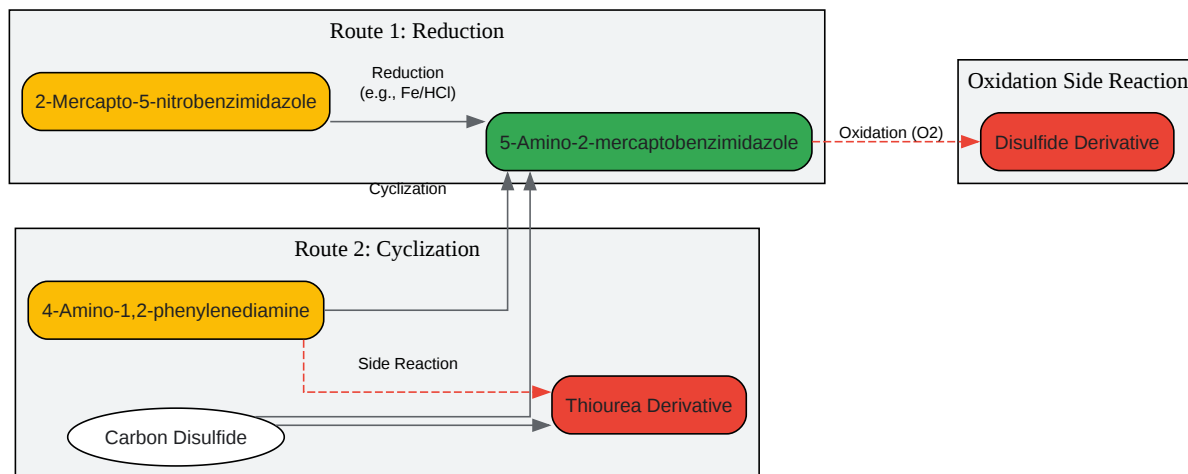 Route 1: Reduction
2-Mercapto-5-nitrobenzimidazole
Reduction
(e.g., Fe/HCl)
5-Amino-2-mercaptobenzimidazole
Oxidation (O2)
Oxidation Side Reaction
Disulfide Derivative
Cyclization
Route 2: Cyclization
4-Amino-1,2-phenylenediamine
Side Reaction
Thiourea Derivative
Carbon Disulfide